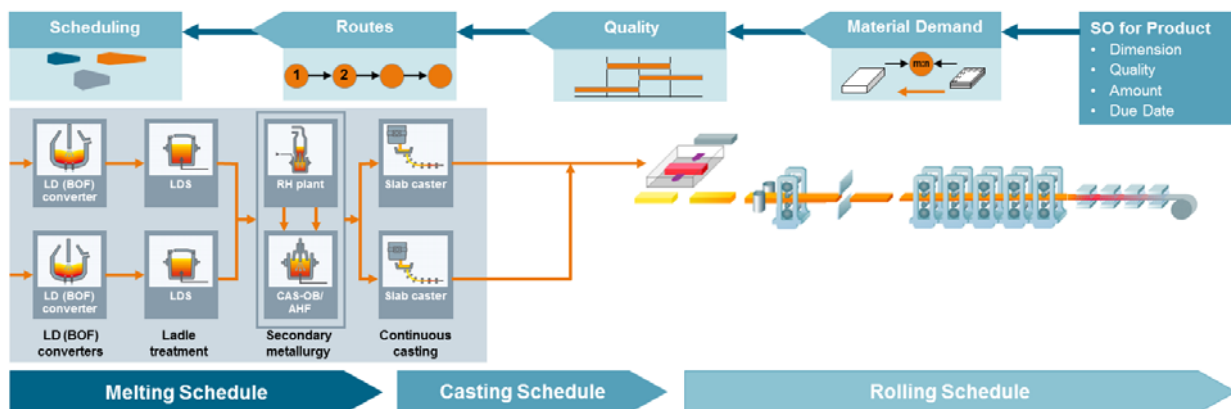 Scheduling
Routes
Quality
Material Demand
SO for Product
• Dimension
• Quality
• Amount
• Due Date
1
2
m:n
LD (BOF)
converter
LDS
RH plant
Slab caster
LD (BOF)
converter
LDS
CAS-OB/
AHF
Slab caster
LD (BOF)
converters
Ladle
treatment
Secondary
metallurgy
Continuous
casting
Melting Schedule
Casting Schedule
Rolling Schedule